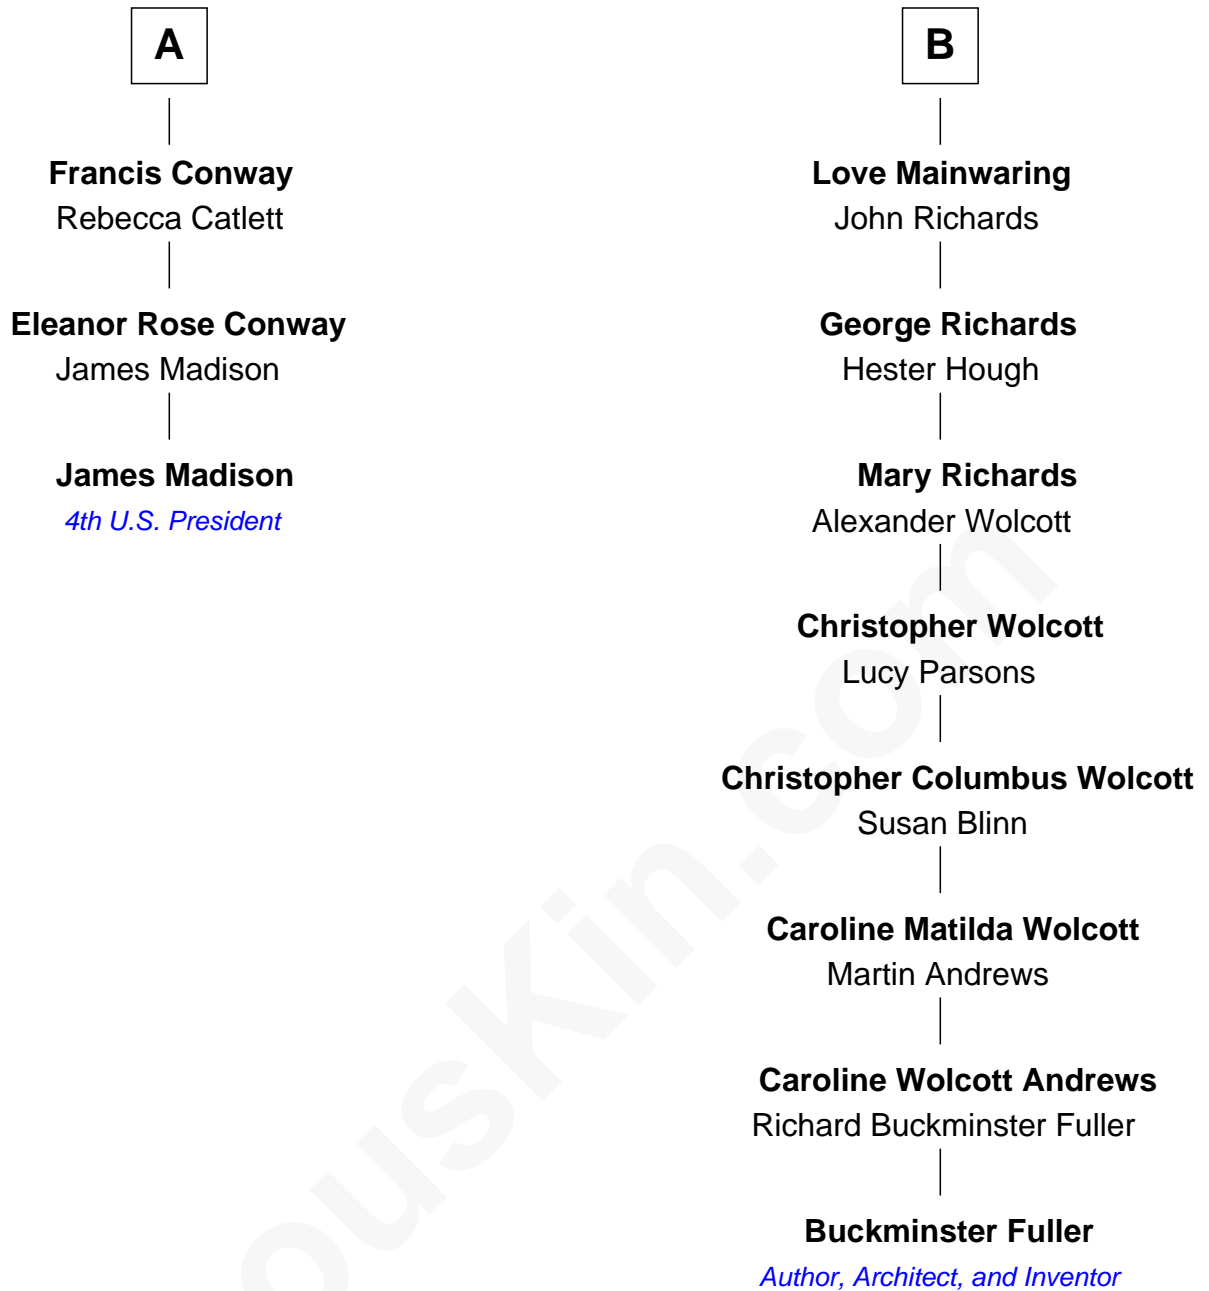 A
Francis Conway
Rebecca Catlett
Eleanor Rose Conway
James Madison
James Madison
4th U.S. President
B
Love Mainwaring
John Richards
George Richards
Hester Hough
Mary Richards
Alexander Wolcott
Christopher Wolcott
Lucy Parsons
Christopher Columbus Wolcott
Susan Blinn
Caroline Matilda Wolcott
Martin Andrews
Caroline Wolcott Andrews
Richard Buckminster Fuller
Buckminster Fuller
Author, Architect, and Inventor
ousKin.com